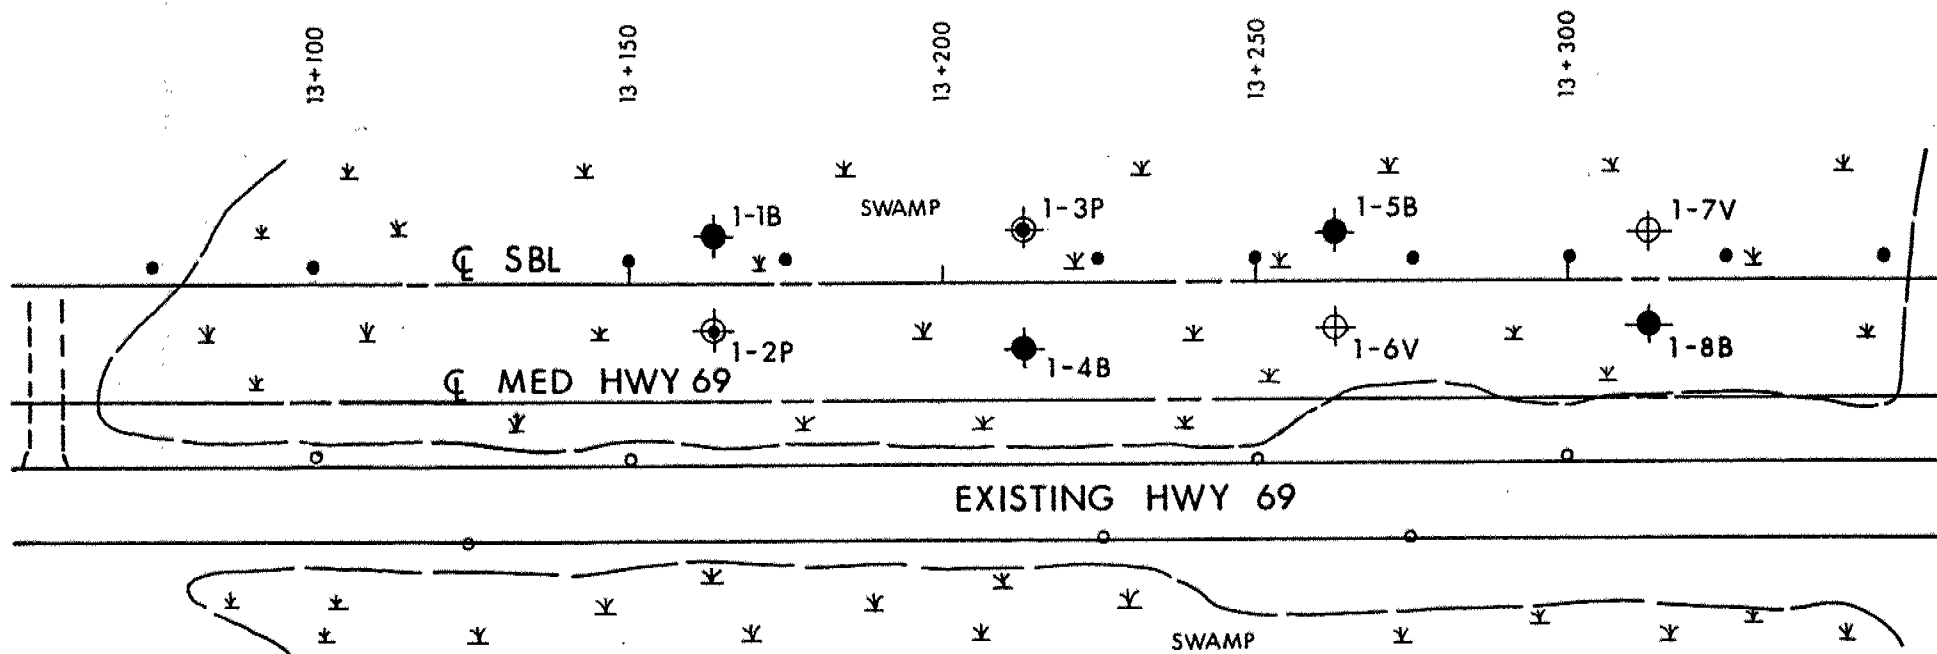 13+100
13+150
13+200
13+250
13+300
1-1B
SWAMP
1-3P
1-5B
1-7V
℄ SBL
1-2P
1-4B
1-6V
1-8B
℄ MED HWY 69
EXISTING HWY 69
SWAMP